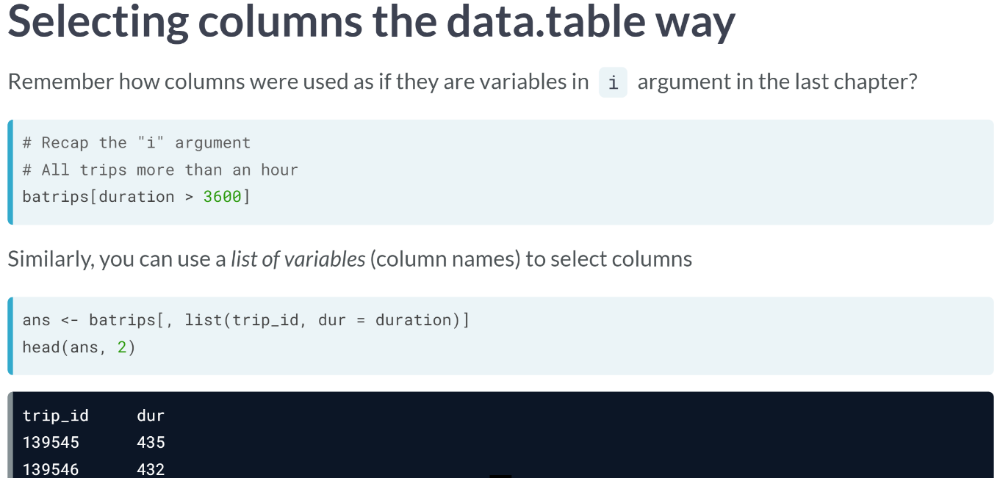 Selecting columns the data.table way
Remember how columns were used as if they are variables in i argument in the last chapter?
# Recap the "i" argument
# All trips more than an hour
batrips[duration > 3600]
Similarly, you can use a list of variables (column names) to select columns
ans <- batrips[, list(trip_id, dur = duration)]
head(ans, 2)
trip_id     dur
139545      435
139546      432